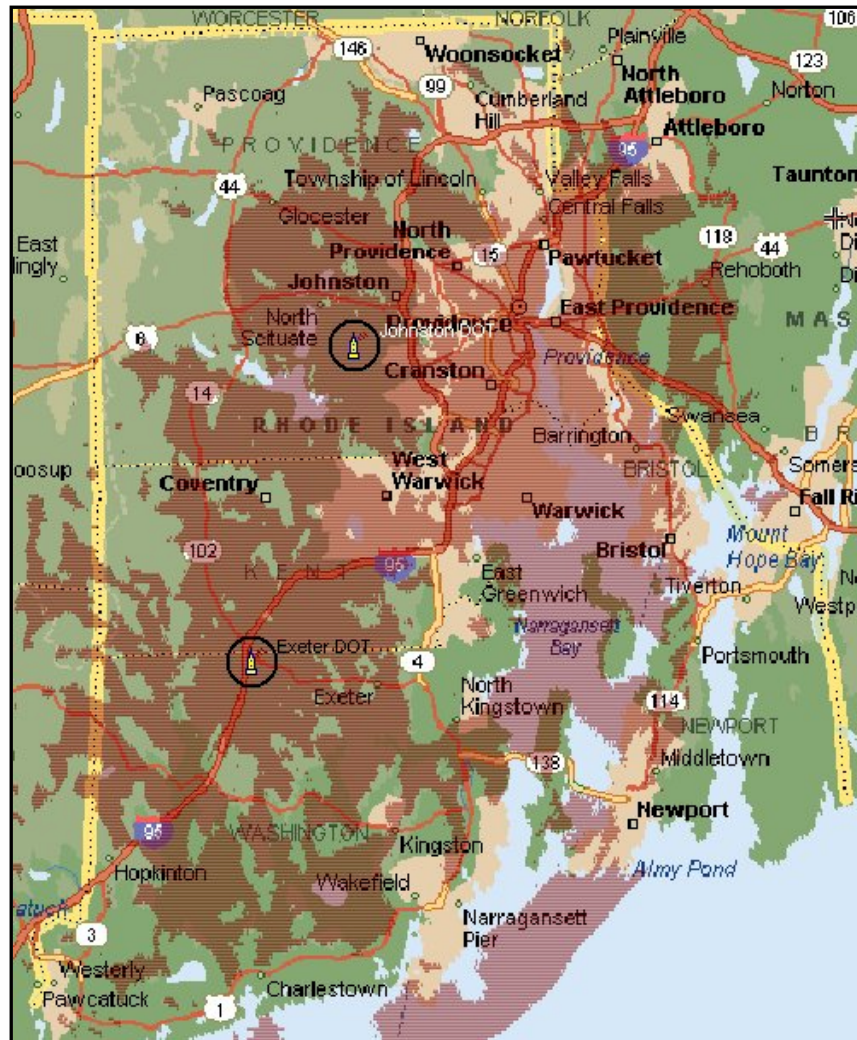 WORCESTER
NORFOLK
106
146
Woonsocket
Plainville
123
99
North
Attleboro
Pascoag
Cumberland
Hill
Norton
PROVIDENCE
Attleboro
95
Taunton
44
Township of Lincoln
Valley Falls
Glocester
Central Falls
118
44
East
North
Providence
15
Pawtucket
Rehoboth
Johnston
North
Scituate
Providence
East Providence
MAS
6
Johnston DOT
Providence
14
Cranston
RHODE ISLAND
Swansea
Barrington
BRISTOL
West
Warwick
Somers
oosup
Coventry
Warwick
Fall Ri
Bristol
Mount
Hope Bay
102
KENT
95
East
Greenwich
Tiverton
Westp
Narragansett
Bay
Exeter DOT
4
Portsmouth
Exeter
North
Kingstown
114
NEWPORT
138
Middletown
95
WASHINGTON
Newport
Kingston
Hopkinton
Almy Pond
Wakefield
atuck
Narragansett
Pier
3
Westerly
Pawcatuck
Charlestown
1